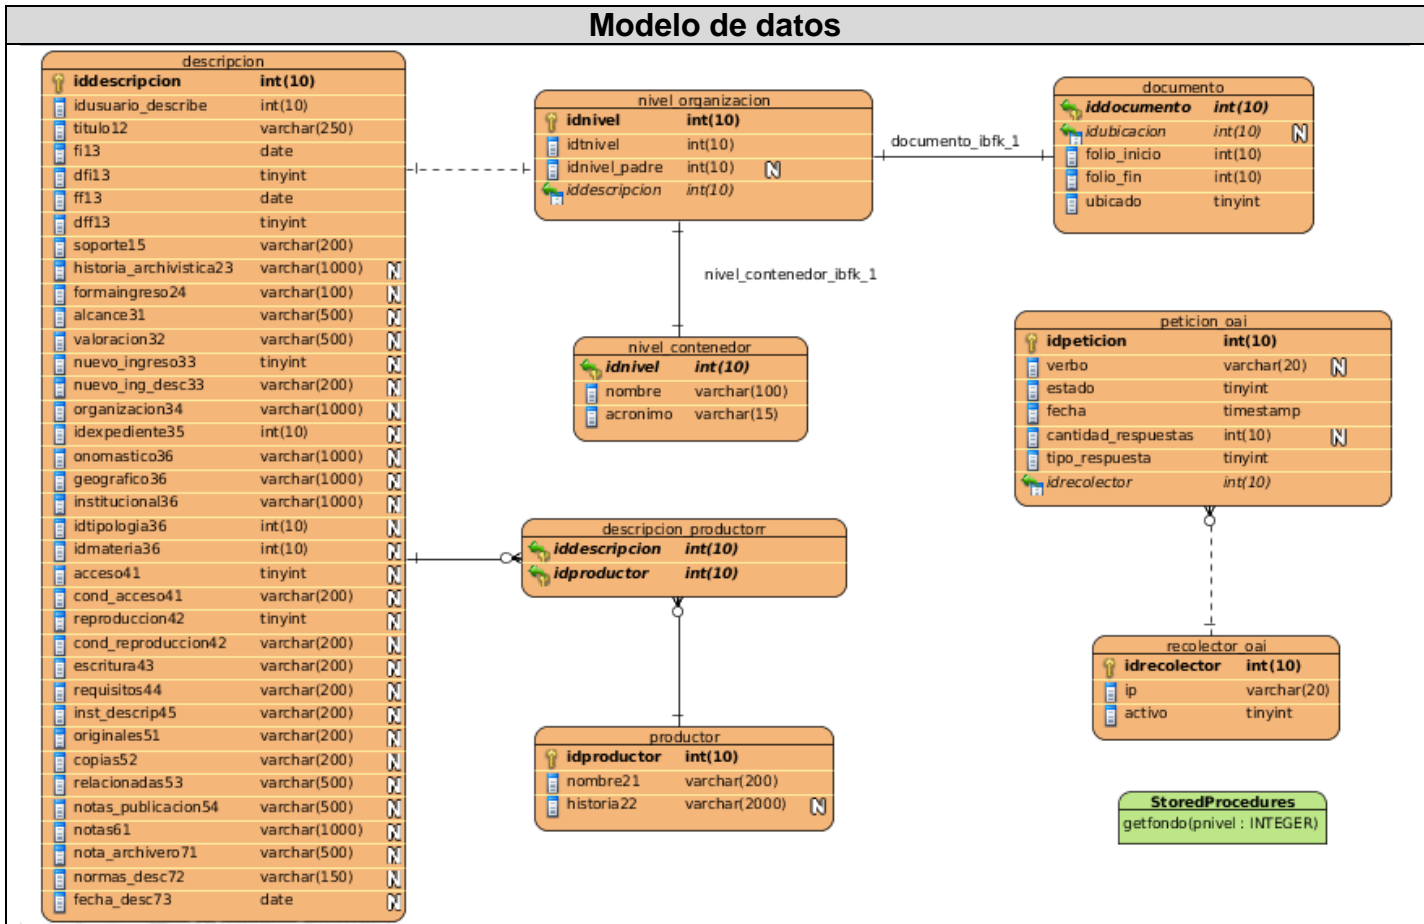 Modelo de datos
descripcion
iddescripcion int(10)
idusuario_describe int(10)
titulo12 varchar(250)
fi13 date
dfi13 tinyint
ff13 date
dff13 tinyint
soporte15 varchar(200)
historia_archivistica23 varchar(1000) N
formaingreso24 varchar(100) N
alcance31 varchar(500) N
valoracion32 varchar(500) N
nuevo_ingreso33 tinyint N
nuevo_ing_desc33 varchar(200) N
organizacion34 varchar(1000) N
idexpediente35 int(10) N
onomastico36 varchar(1000) N
geografico36 varchar(1000) N
institucional36 varchar(1000) N
idtipologia36 int(10) N
idmateria36 int(10) N
acceso41 tinyint N
cond_acceso41 varchar(200) N
reproduccion42 tinyint N
cond_reproduccion42 varchar(200) N
escritura43 varchar(200) N
requisitos44 varchar(200) N
inst_descrip45 varchar(200) N
originales51 varchar(200) N
copias52 varchar(200) N
relacionadas53 varchar(500) N
notas_publicacion54 varchar(500) N
notas61 varchar(1000) N
nota_archivero71 varchar(500) N
normas_desc72 varchar(150) N
fecha_desc73 date N
nivel_organizacion
idnivel int(10)
idtnivel int(10)
idnivel_padre int(10) N
iddescripcion int(10)
documento_ibfk_1
documento
iddocumento int(10)
idubicacion int(10) N
folio_inicio int(10)
folio_fin int(10)
ubicado tinyint
nivel_contenedor_ibfk_1
nivel_contenedor
idnivel int(10)
nombre varchar(100)
acronimo varchar(15)
peticion_oai
idpeticion int(10)
verbo varchar(20) N
estado tinyint
fecha timestamp
cantidad_respuestas int(10) N
tipo_respuesta tinyint
idrecolector int(10)
descripcion_productorr
iddescripcion int(10)
idproductor int(10)
productor
idproductor int(10)
nombre21 varchar(200)
historia22 varchar(2000) N
recolector_oai
idrecolector int(10)
ip varchar(20)
activo tinyint
StoredProcedures
getfondo(pnivel : INTEGER)